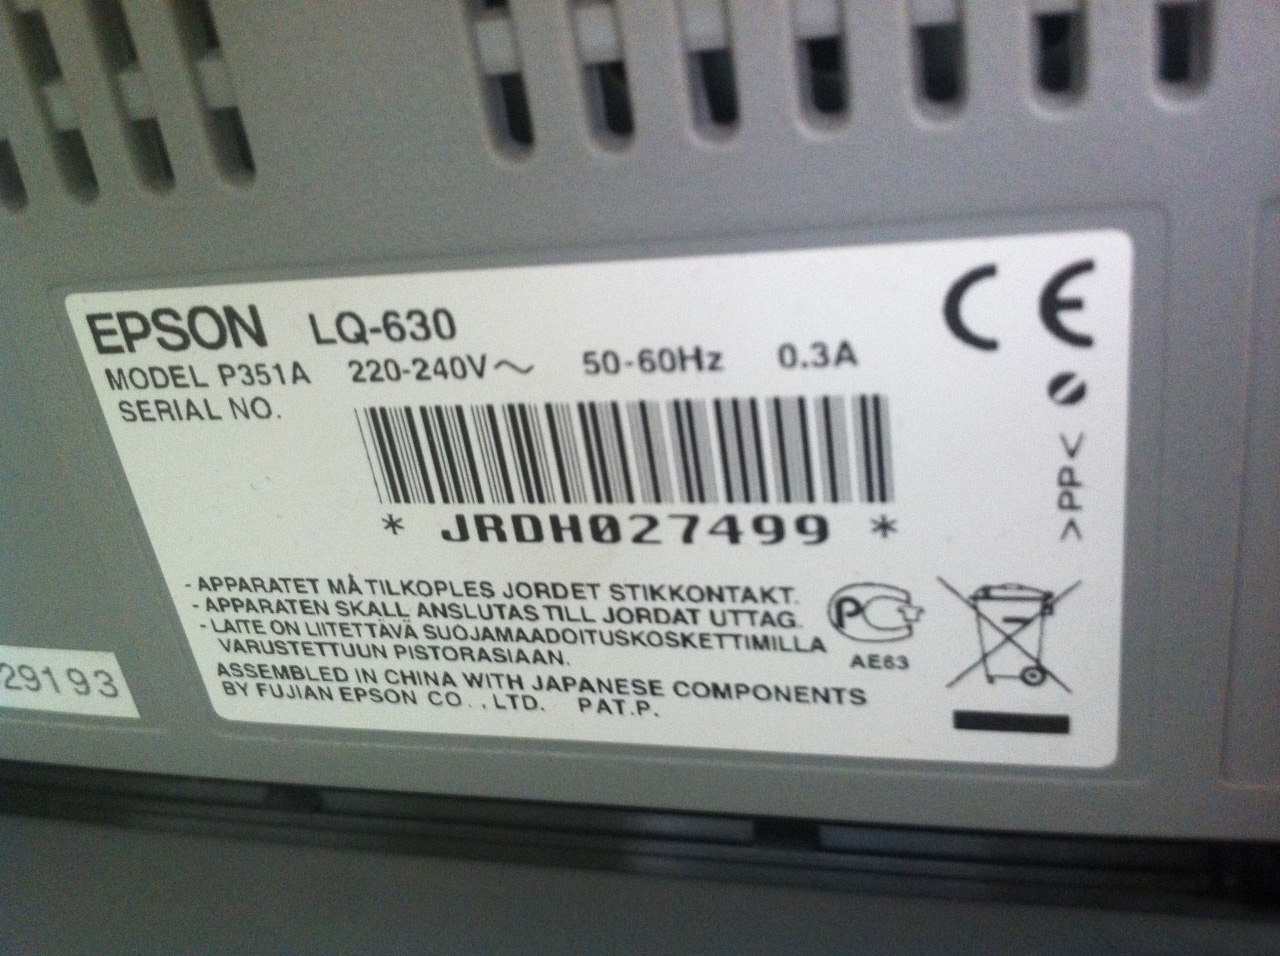 EPSON LQ-630
MODEL P351A 220-240V~ 50-60Hz 0.3A
SERIAL NO.
* JRDH027499 *
- APPARATET MÅ TILKOPLES JORDET STIKKONTAKT.
- APPARATEN SKALL ANSLUTAS TILL JORDAT UTTAG.
- LAITE ON LIITETTÄVÄ SUOJAMAADOITUSKOSKETTIMILLA
VARUSTETTUUN PISTORASIAAN.
ASSEMBLED IN CHINA WITH JAPANESE COMPONENTS
BY FUJIAN EPSON CO.,LTD. PAT.P.
CE
>PP<
PC
AE63
29193